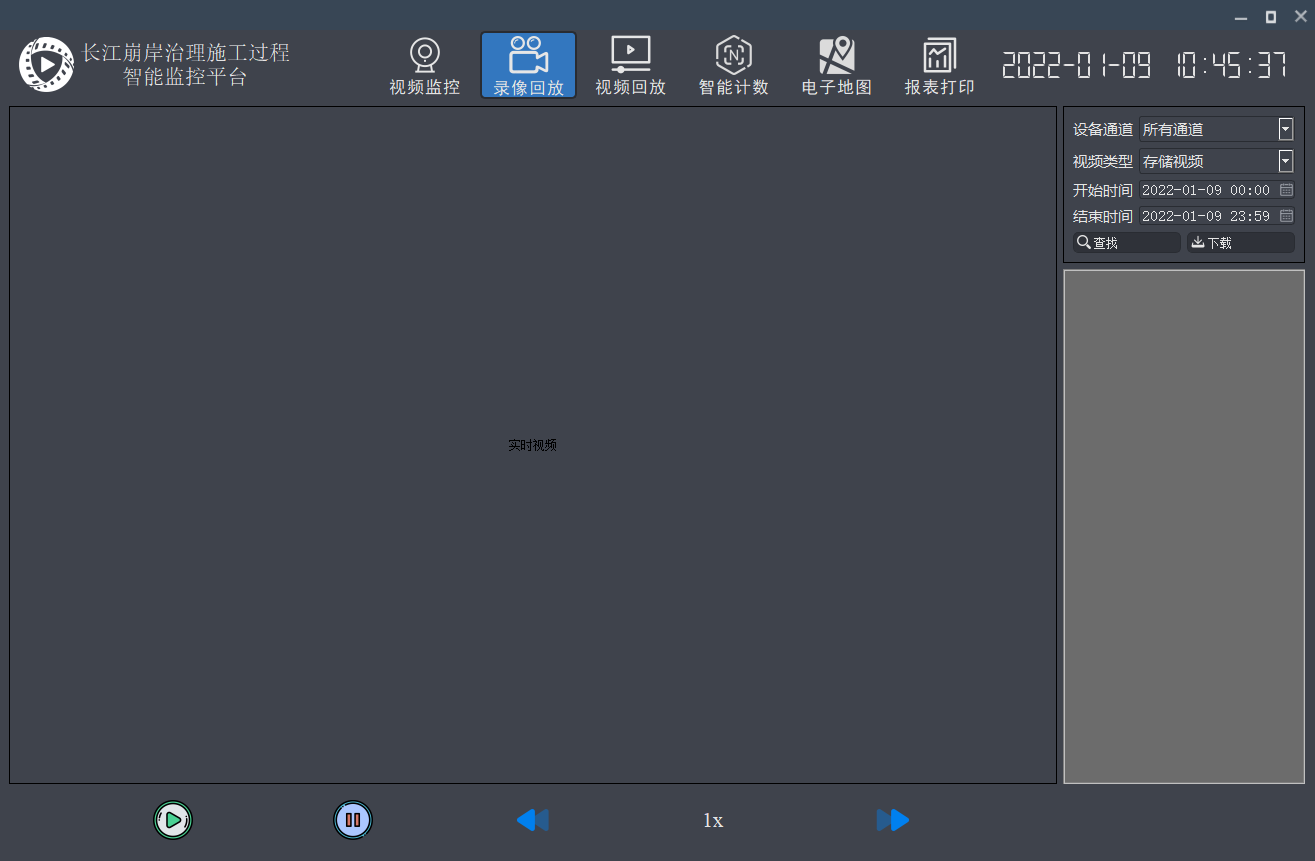 长江崩岸治理施工过程
智能监控平台
视频监控
录像回放
视频回放
智能计数
电子地图
报表打印
2022-01-09 10:45:37
设备通道 所有通道
视频类型 存储视频
开始时间 2022-01-09 00:00
结束时间 2022-01-09 23:59
查找 下载
实时视频
1x